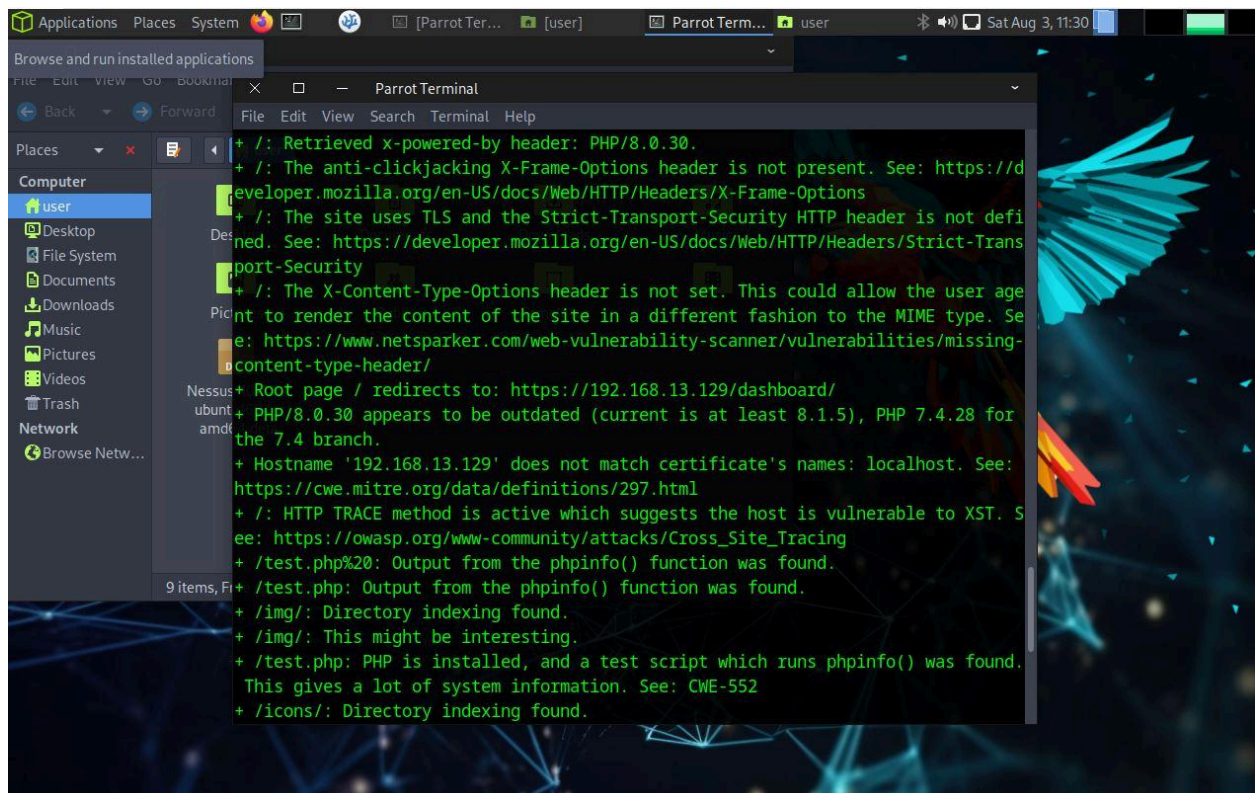 Applications Places System [Parrot Ter... [user] Parrot Term... user Sat Aug 3, 11:30
Browse and run installed applications
File Edit View Go Bookma
Back Forward
Places
Computer
user
Desktop
File System
Documents
Downloads
Music
Pictures
Videos
Trash
Network
Browse Netw...
Des
Pic
Nessus
ubunt
amd6
9 items, F
Parrot Terminal
File Edit View Search Terminal Help
+ /: Retrieved x-powered-by header: PHP/8.0.30.
+ /: The anti-clickjacking X-Frame-Options header is not present. See: https://d
eveloper.mozilla.org/en-US/docs/Web/HTTP/Headers/X-Frame-Options
+ /: The site uses TLS and the Strict-Transport-Security HTTP header is not defi
ned. See: https://developer.mozilla.org/en-US/docs/Web/HTTP/Headers/Strict-Trans
port-Security
+ /: The X-Content-Type-Options header is not set. This could allow the user age
nt to render the content of the site in a different fashion to the MIME type. Se
e: https://www.netsparker.com/web-vulnerability-scanner/vulnerabilities/missing-
content-type-header/
+ Root page / redirects to: https://192.168.13.129/dashboard/
+ PHP/8.0.30 appears to be outdated (current is at least 8.1.5), PHP 7.4.28 for
the 7.4 branch.
+ Hostname '192.168.13.129' does not match certificate's names: localhost. See:
https://cwe.mitre.org/data/definitions/297.html
+ /: HTTP TRACE method is active which suggests the host is vulnerable to XST. S
ee: https://owasp.org/www-community/attacks/Cross_Site_Tracing
+ /test.php%20: Output from the phpinfo() function was found.
+ /test.php: Output from the phpinfo() function was found.
+ /img/: Directory indexing found.
+ /img/: This might be interesting.
+ /test.php: PHP is installed, and a test script which runs phpinfo() was found.
This gives a lot of system information. See: CWE-552
+ /icons/: Directory indexing found.